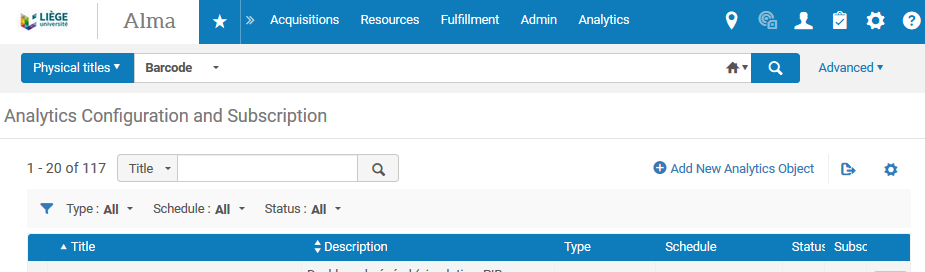 LIÈGE université Alma Acquisitions Resources Fulfillment Admin Analytics
Physical titles Barcode Advanced
Analytics Configuration and Subscription
1 - 20 of 117 Title Add New Analytics Object
Type : All Schedule : All Status : All
Title Description Type Schedule Status Subsc